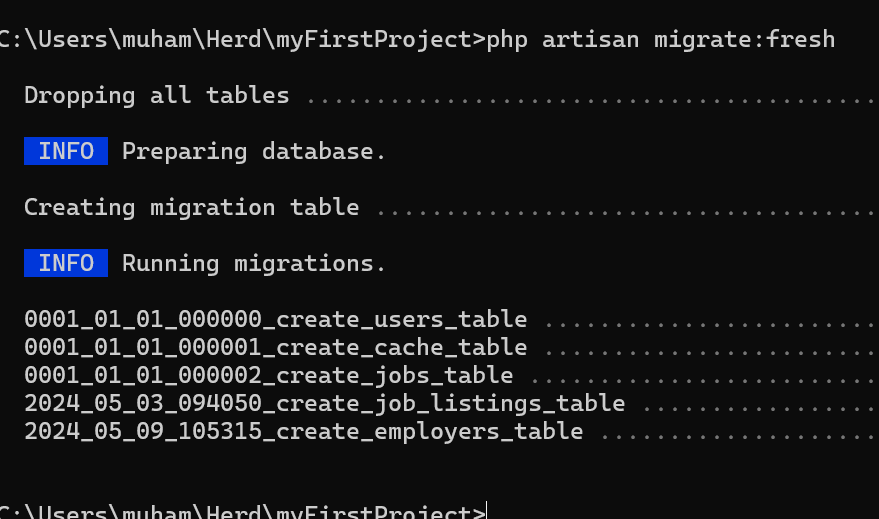 C:\Users\muham\Herd\myFirstProject>php artisan migrate:fresh
Dropping all tables ........................................
INFO Preparing database.
Creating migration table ...................................
INFO Running migrations.
0001_01_01_000000_create_users_table .......................
0001_01_01_000001_create_cache_table .......................
0001_01_01_000002_create_jobs_table ........................
2024_05_03_094050_create_job_listings_table ................
2024_05_09_105315_create_employers_table ...................
C:\Users\muham\Herd\myFirstProject>